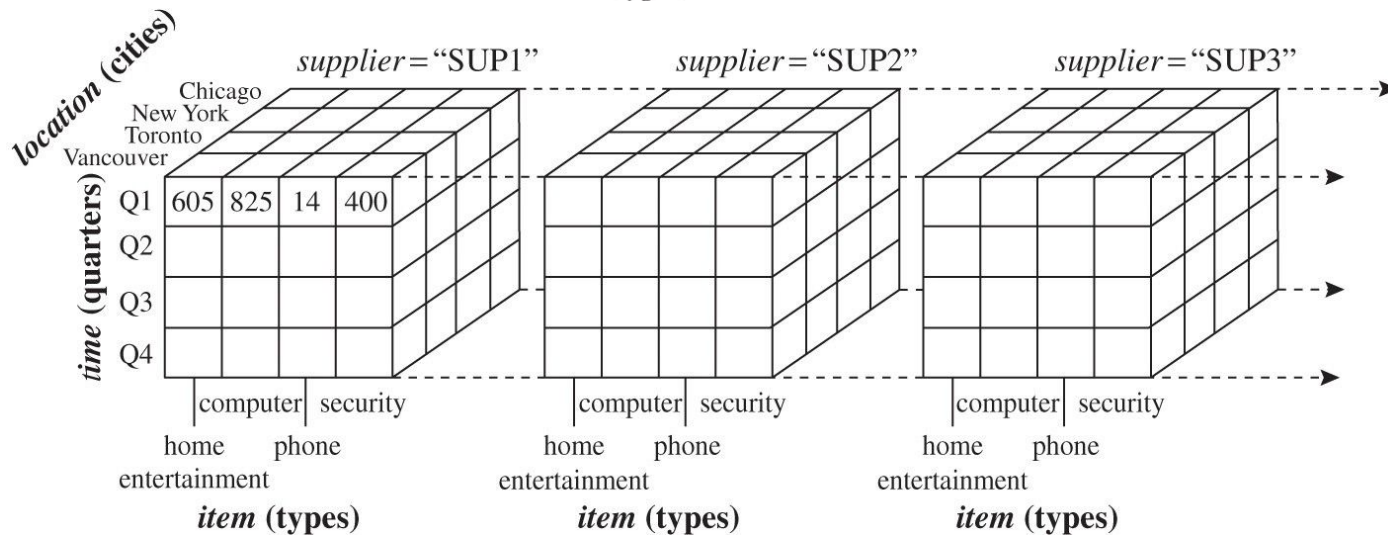 supplier = “SUP1” supplier = “SUP2” supplier = “SUP3”
location (cities)
Chicago
New York
Toronto
Vancouver
time (quarters)
Q1 605 825 14 400
Q2
Q3
Q4
computer security computer security computer security
home phone home phone home phone
entertainment entertainment entertainment
item (types) item (types) item (types)